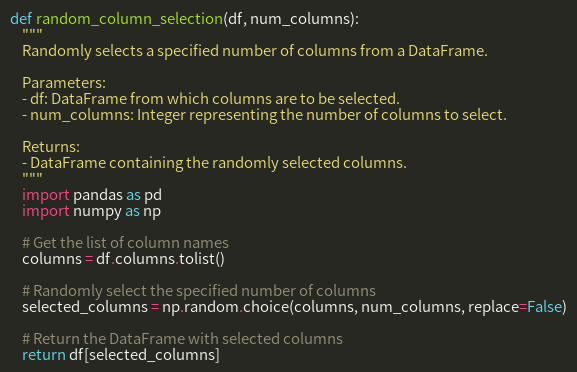 def random_column_selection(df, num_columns):
"""
Randomly selects a specified number of columns from a DataFrame.
Parameters:
- df: DataFrame from which columns are to be selected.
- num_columns: Integer representing the number of columns to select.
Returns:
- DataFrame containing the randomly selected columns.
"""
import pandas as pd
import numpy as np
# Get the list of column names
columns = df.columns.tolist()
# Randomly select the specified number of columns
selected_columns = np.random.choice(columns, num_columns, replace=False)
# Return the DataFrame with selected columns
return df[selected_columns]